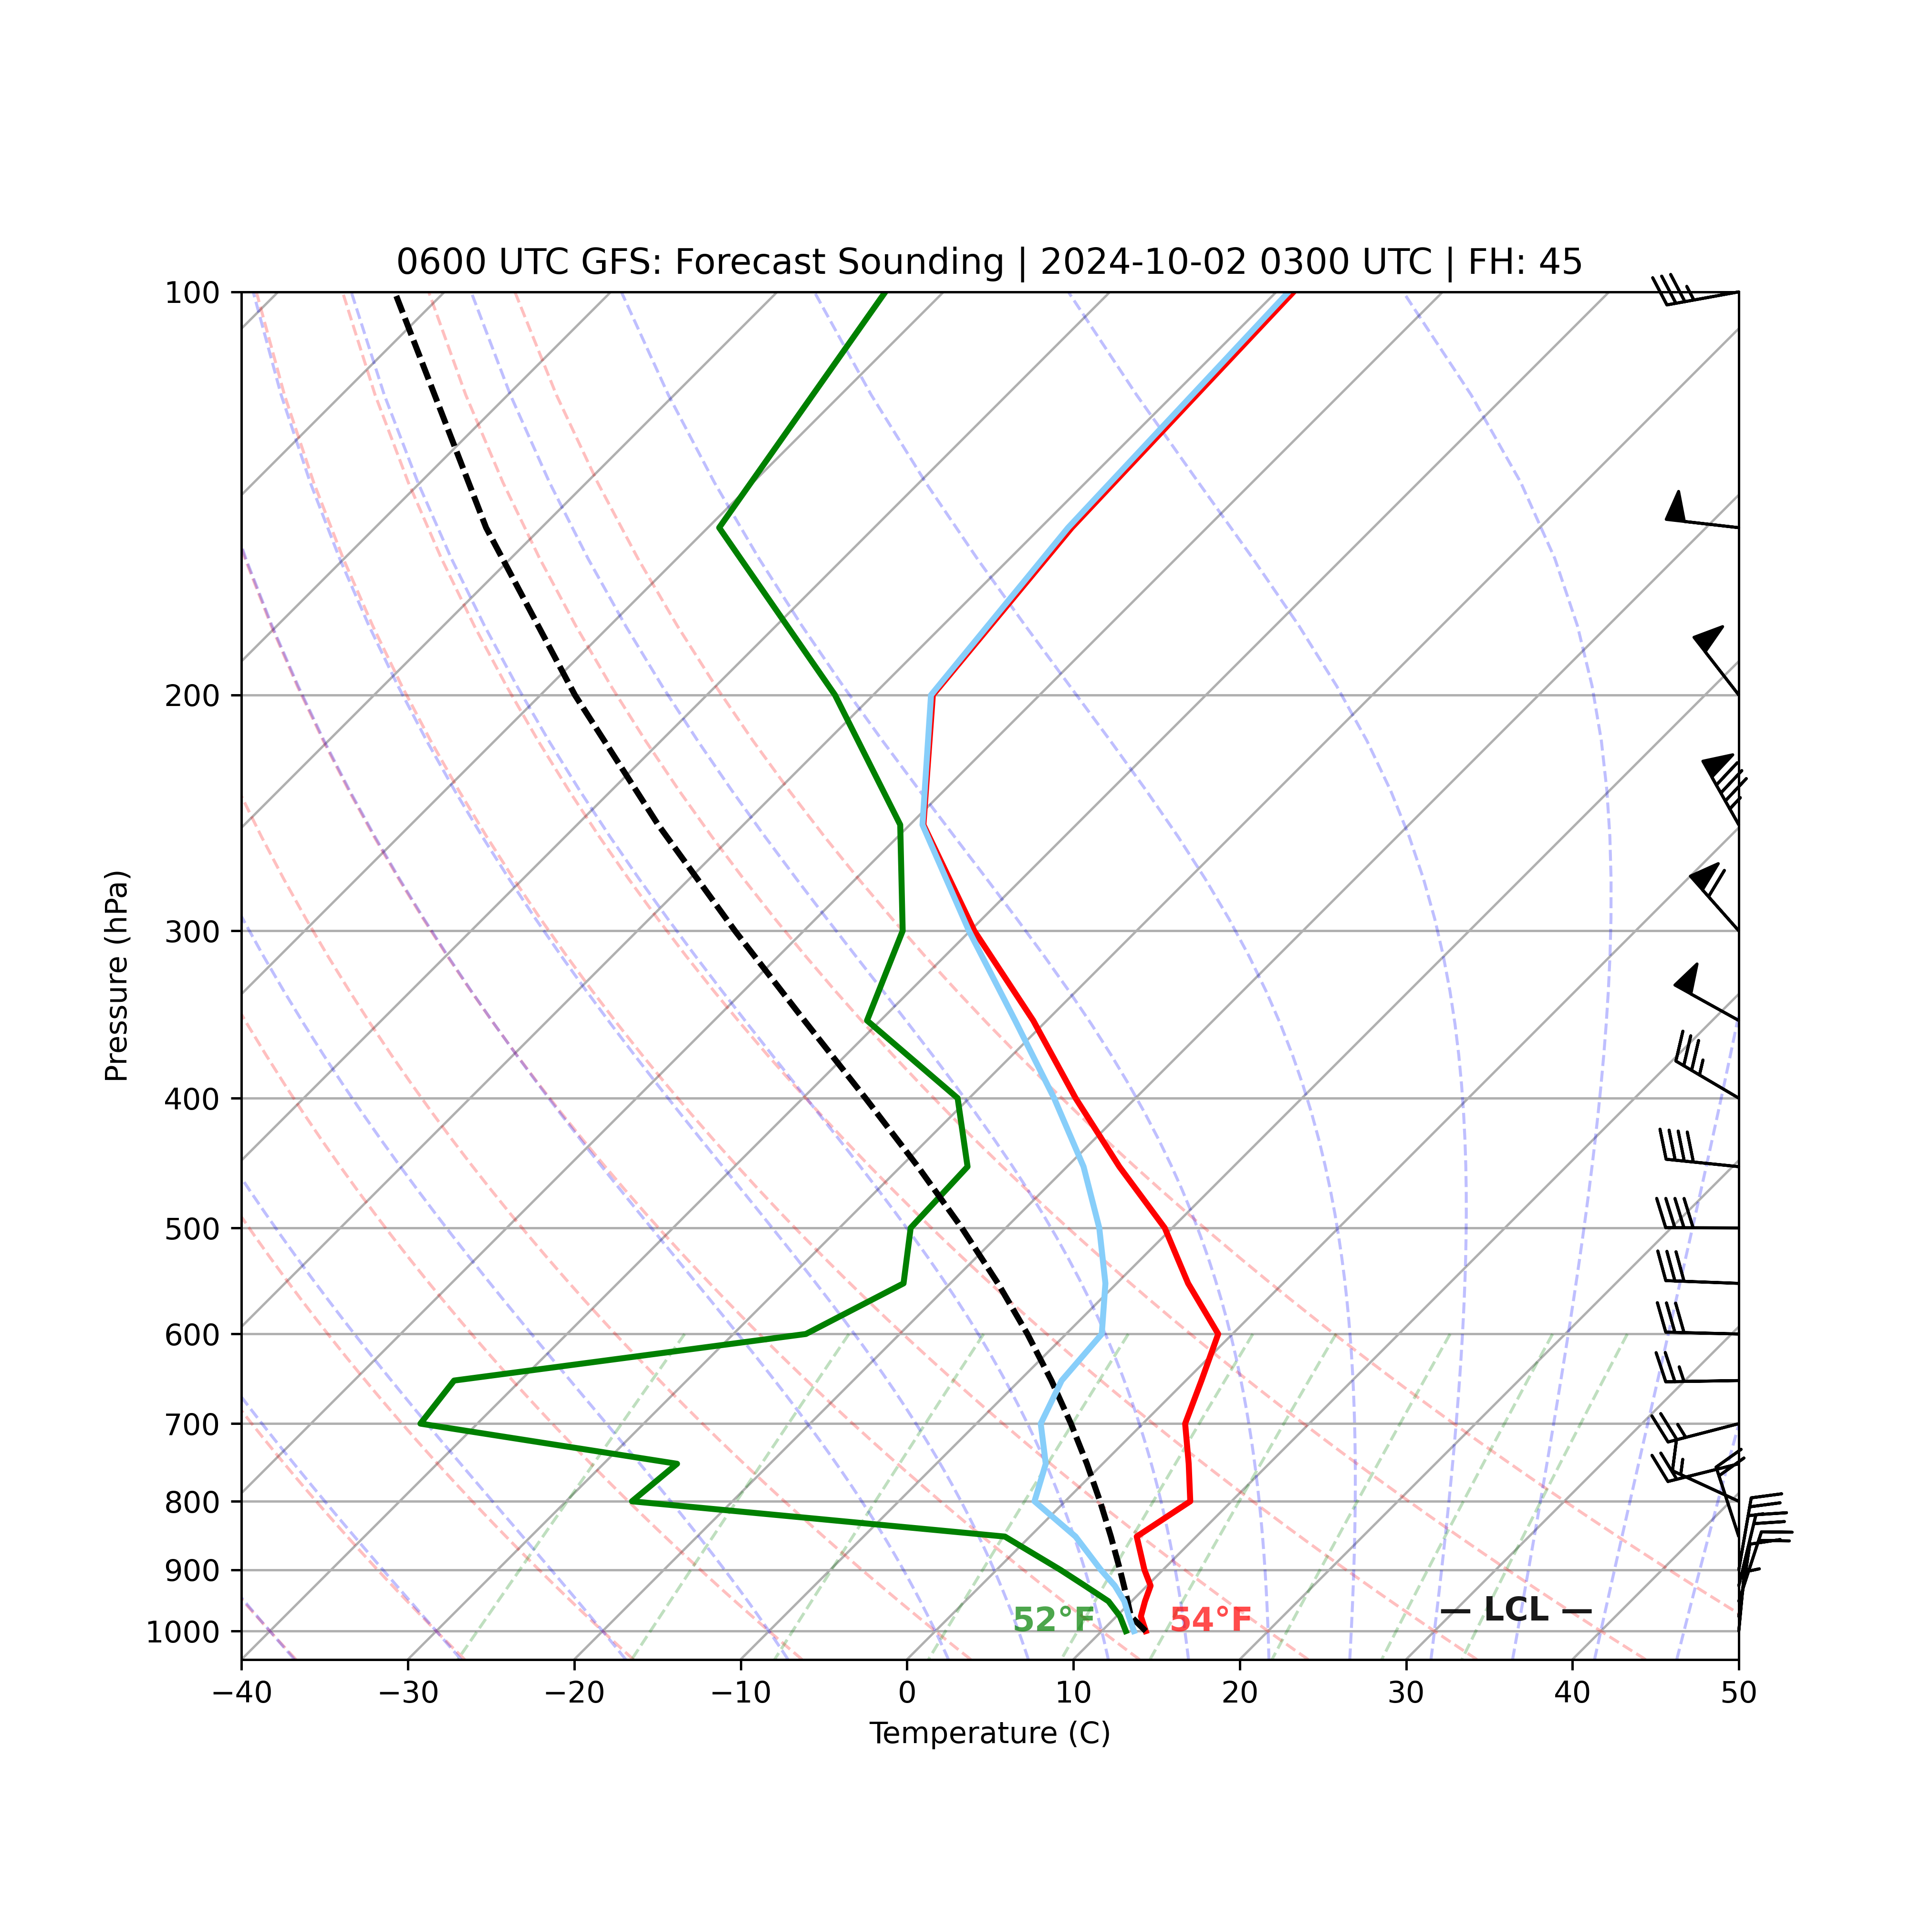 0600 UTC GFS: Forecast Sounding | 2024-10-02 0300 UTC | FH: 45
100
200
300
400
500
600
700
800
900
1000
Pressure (hPa)
52°F
54°F
— LCL —
−40 −30 −20 −10 0 10 20 30 40 50
Temperature (C)